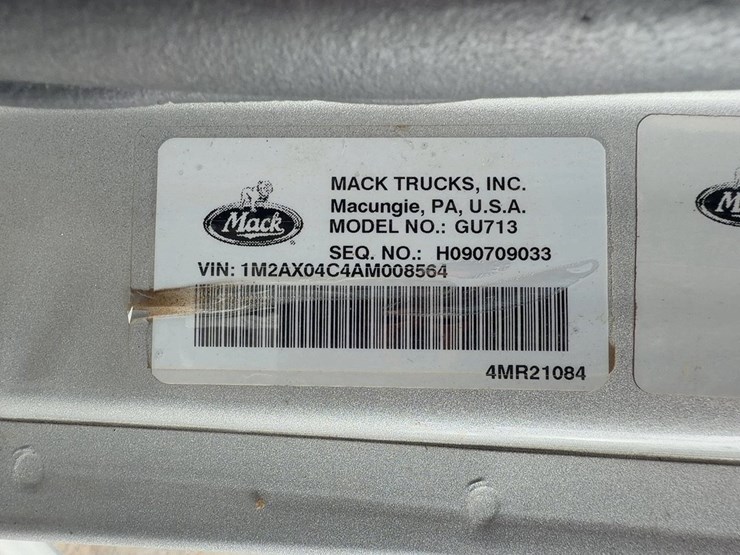 Mack
MACK TRUCKS, INC.
Macungie, PA, U.S.A.
MODEL NO.: GU713
SEQ. NO.: H090709033
VIN: 1M2AX04C4AM008564
4MR21084